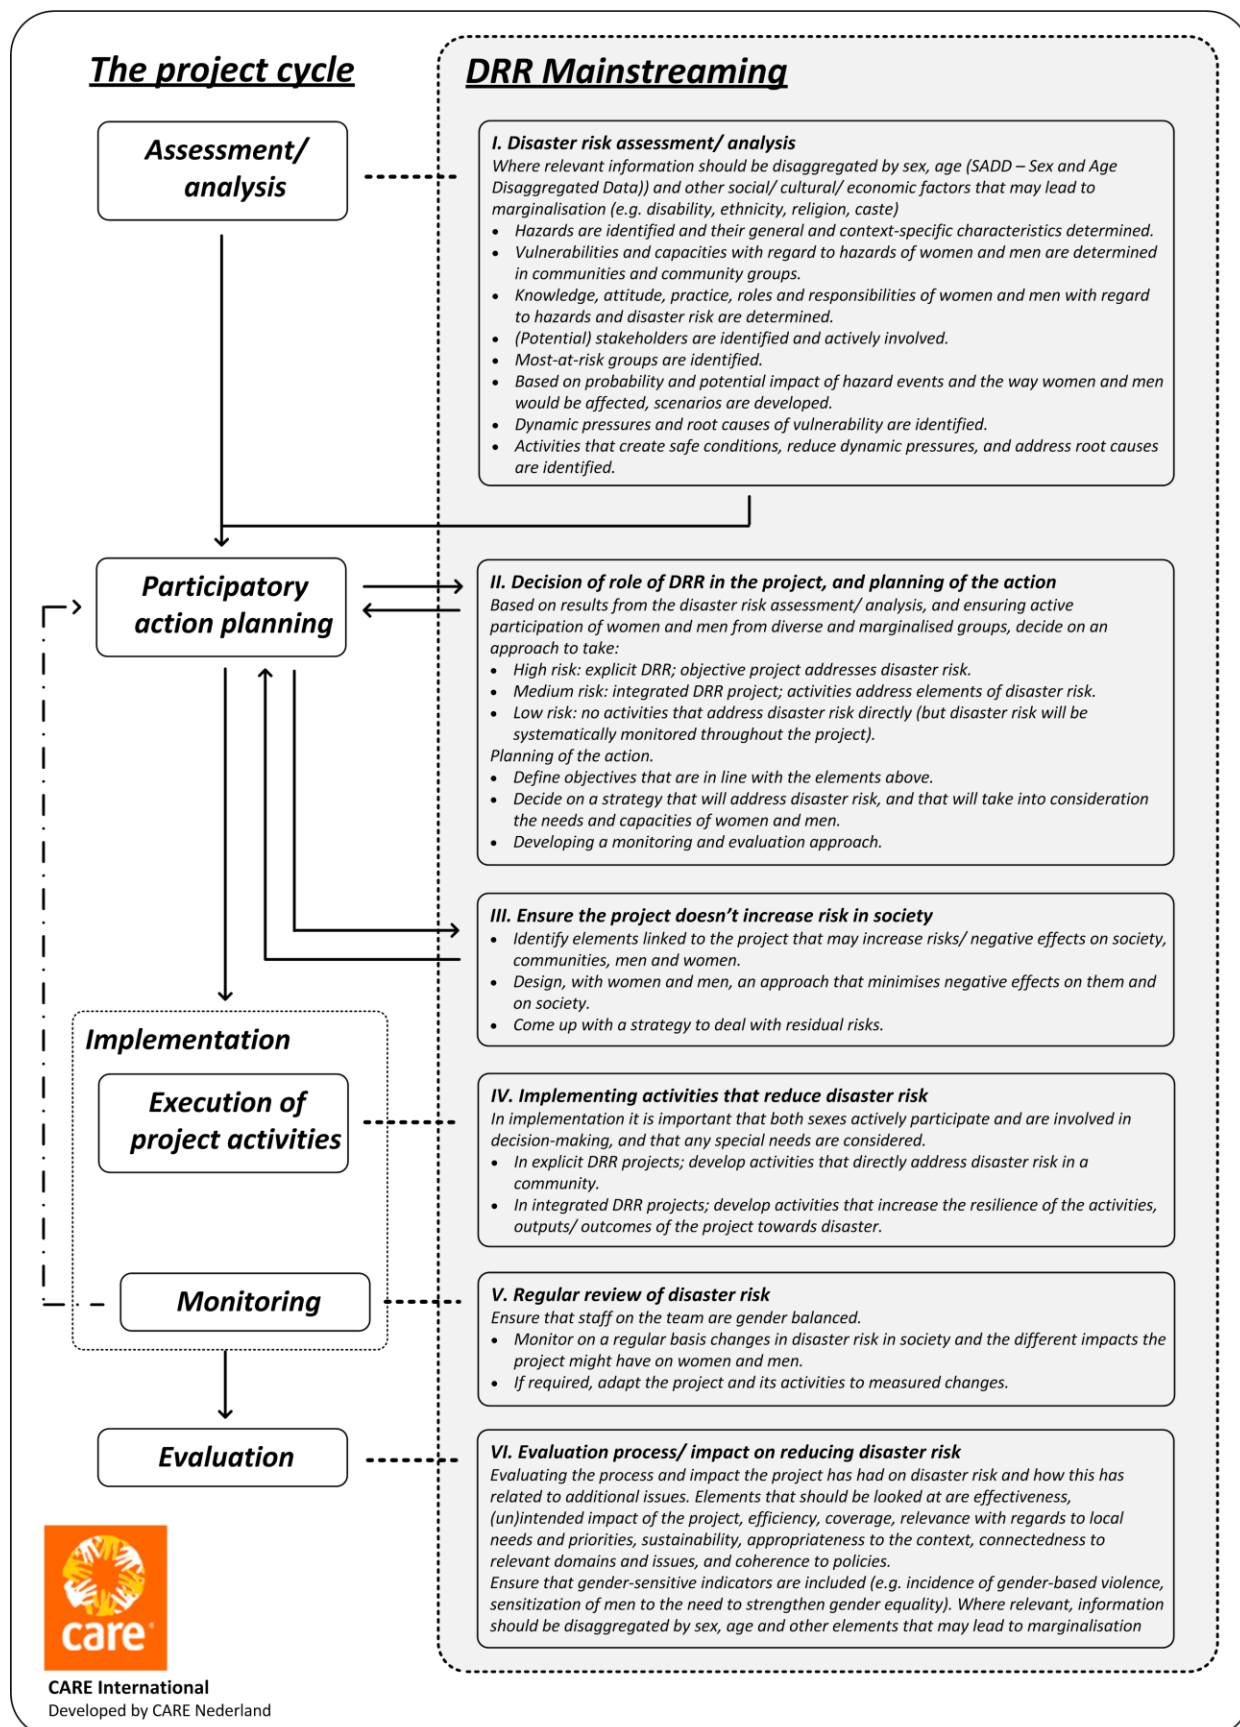 The project cycle
DRR Mainstreaming
Assessment/
analysis
I. Disaster risk assessment/ analysis
Where relevant information should be disaggregated by sex, age (SADD – Sex and Age
Disaggregated Data)) and other social/ cultural/ economic factors that may lead to
marginalisation (e.g. disability, ethnicity, religion, caste)
• Hazards are identified and their general and context-specific characteristics determined.
• Vulnerabilities and capacities with regard to hazards of women and men are determined
in communities and community groups.
• Knowledge, attitude, practice, roles and responsibilities of women and men with regard
to hazards and disaster risk are determined.
• (Potential) stakeholders are identified and actively involved.
• Most-at-risk groups are identified.
• Based on probability and potential impact of hazard events and the way women and men
would be affected, scenarios are developed.
• Dynamic pressures and root causes of vulnerability are identified.
• Activities that create safe conditions, reduce dynamic pressures, and address root causes
are identified.
Participatory
action planning
II. Decision of role of DRR in the project, and planning of the action
Based on results from the disaster risk assessment/ analysis, and ensuring active
participation of women and men from diverse and marginalised groups, decide on an
approach to take:
• High risk: explicit DRR; objective project addresses disaster risk.
• Medium risk: integrated DRR project; activities address elements of disaster risk.
• Low risk: no activities that address disaster risk directly (but disaster risk will be
systematically monitored throughout the project).
Planning of the action.
• Define objectives that are in line with the elements above.
• Decide on a strategy that will address disaster risk, and that will take into consideration
the needs and capacities of women and men.
• Developing a monitoring and evaluation approach.
III. Ensure the project doesn't increase risk in society
• Identify elements linked to the project that may increase risks/ negative effects on society,
communities, men and women.
• Design, with women and men, an approach that minimises negative effects on them and
on society.
• Come up with a strategy to deal with residual risks.
Implementation
Execution of
project activities
IV. Implementing activities that reduce disaster risk
In implementation it is important that both sexes actively participate and are involved in
decision-making, and that any special needs are considered.
• In explicit DRR projects; develop activities that directly address disaster risk in a
community.
• In integrated DRR projects; develop activities that increase the resilience of the activities,
outputs/ outcomes of the project towards disaster.
Monitoring
V. Regular review of disaster risk
Ensure that staff on the team are gender balanced.
• Monitor on a regular basis changes in disaster risk in society and the different impacts the
project might have on women and men.
• If required, adapt the project and its activities to measured changes.
Evaluation
VI. Evaluation process/ impact on reducing disaster risk
Evaluating the process and impact the project has had on disaster risk and how this has
related to additional issues. Elements that should be looked at are effectiveness,
(un)intended impact of the project, efficiency, coverage, relevance with regards to local
needs and priorities, sustainability, appropriateness to the context, connectedness to
relevant domains and issues, and coherence to policies.
Ensure that gender-sensitive indicators are included (e.g. incidence of gender-based violence,
sensitization of men to the need to strengthen gender equality). Where relevant, information
should be disaggregated by sex, age and other elements that may lead to marginalisation
care®
CARE International
Developed by CARE Nederland